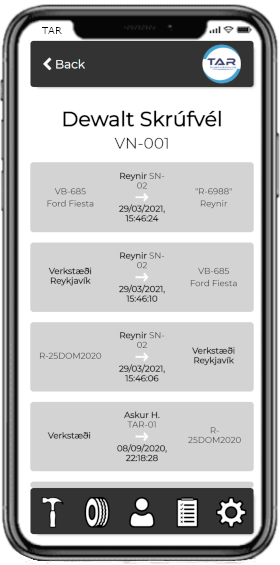 TAR
Back
TAR
Dewalt Skrúfvél
VN-001
VB-685
Ford Fiesta
Reynir SN-
02
29/03/2021,
15:46:24
"R-6988"
Reynir
Verkstæði
Reykjavík
Reynir SN-
02
29/03/2021,
15:46:10
VB-685
Ford Fiesta
R-25DOM2020
Reynir SN-
02
29/03/2021,
15:46:06
Verkstæði
Reykjavík
Verkstæði
Askur H.
TAR-01
08/09/2020,
22:18:28
R-
25DOM2020